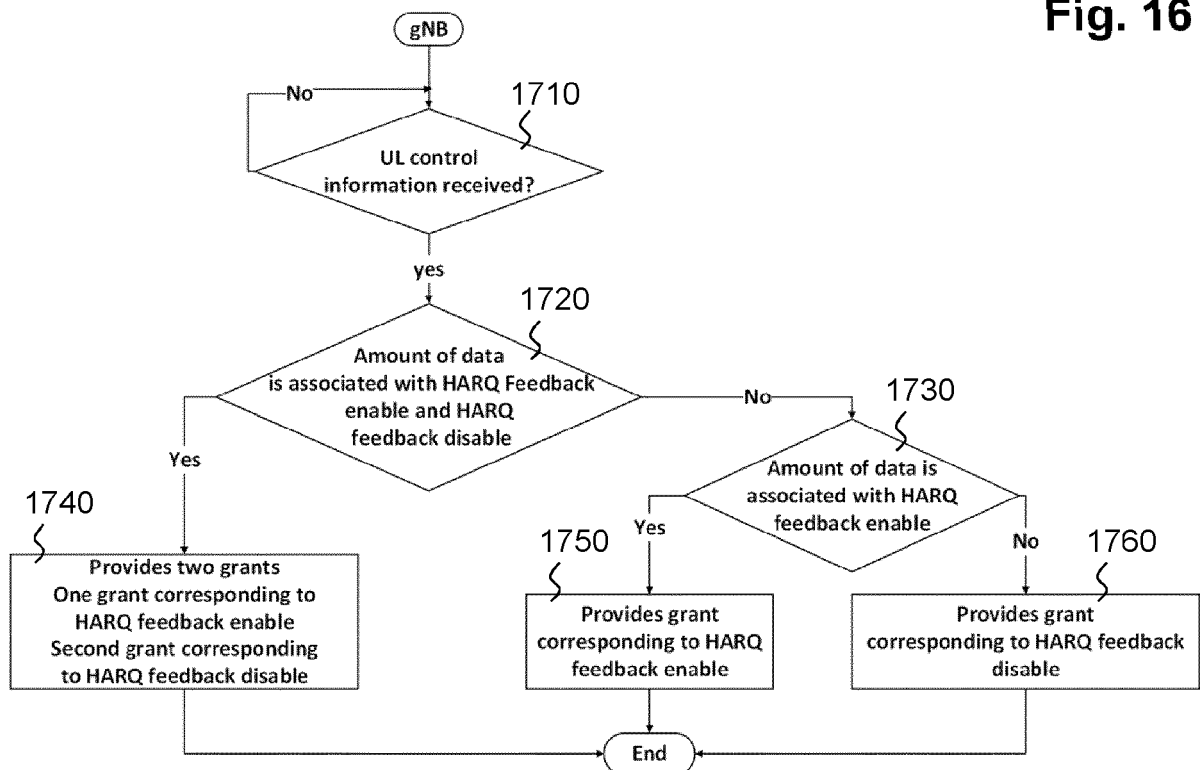 Fig. 16
gNB
No
1710
UL control
information received?
yes
1720
Amount of data
is associated with HARQ Feedback
enable and HARQ
feedback disable
No
1730
Yes
Amount of data is
associated with HARQ
feedback enable
1740
Yes
1750
No
1760
Provides two grants
One grant corresponding to
HARQ feedback enable
Second grant corresponding
to HARQ feedback disable
Provides grant
corresponding to HARQ
feedback enable
Provides grant
corresponding to HARQ feedback
disable
End